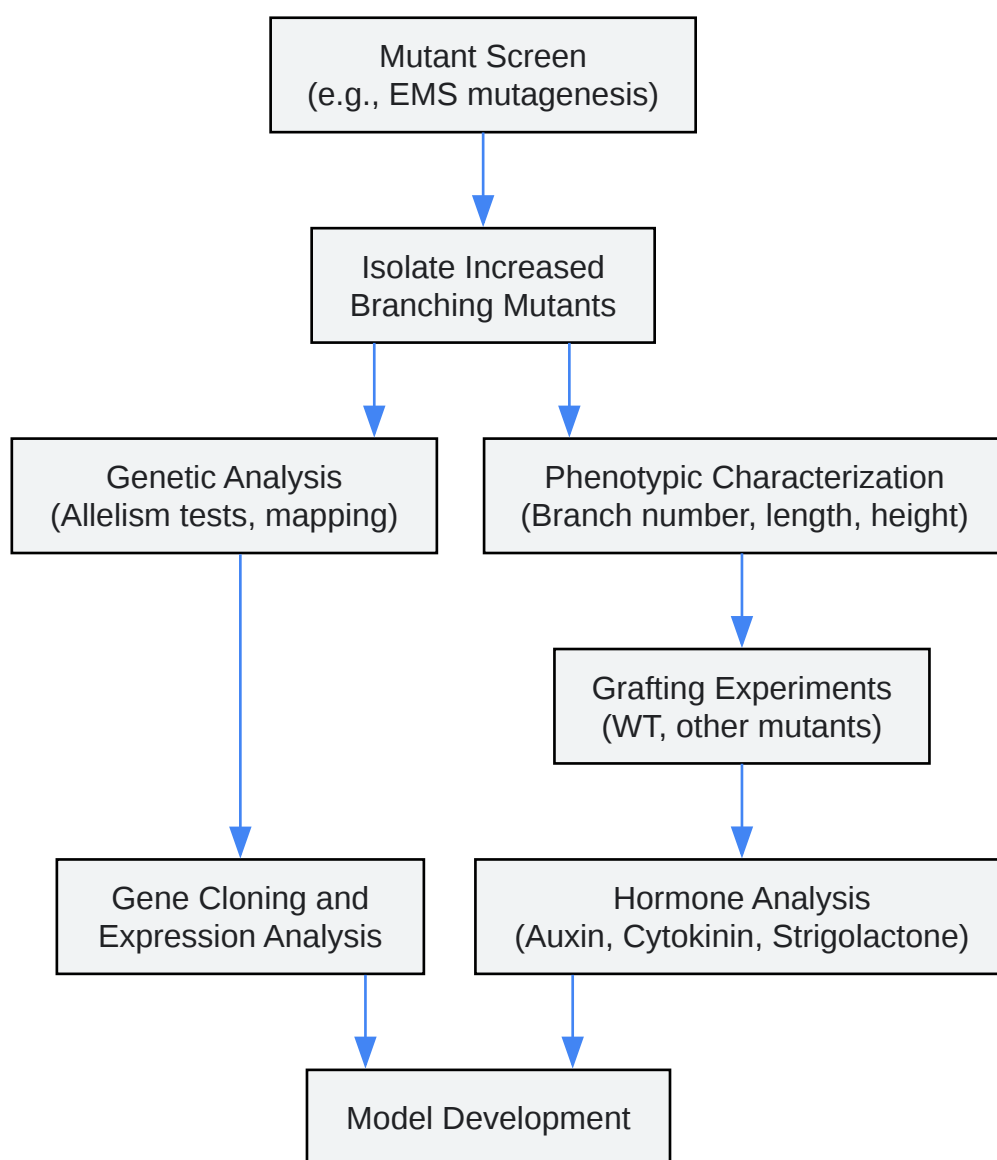 Mutant Screen
(e.g., EMS mutagenesis)
Isolate Increased
Branching Mutants
Genetic Analysis
(Allelism tests, mapping)
Phenotypic Characterization
(Branch number, length, height)
Grafting Experiments
(WT, other mutants)
Gene Cloning and
Expression Analysis
Hormone Analysis
(Auxin, Cytokinin, Strigolactone)
Model Development